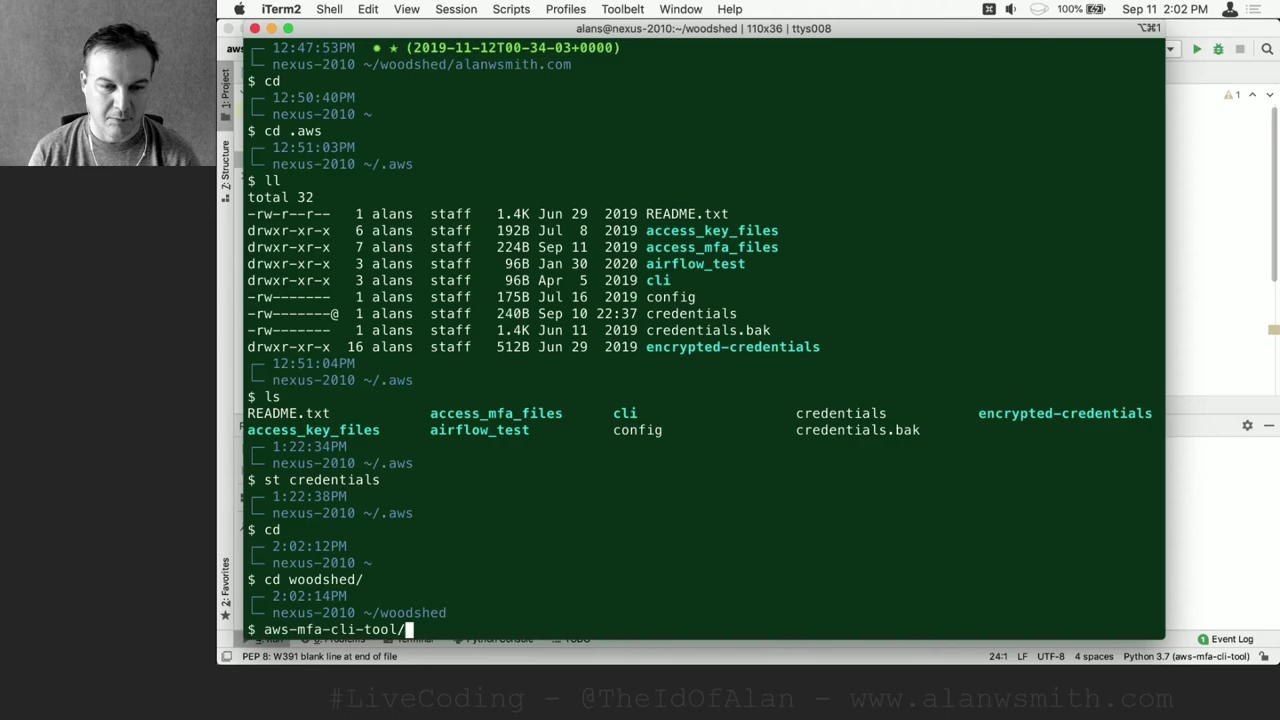 iTerm2 Shell Edit View Session Scripts Profiles Toolbelt Window Help 100% Sep 11 2:02 PM
alans@nexus-2010:~/woodshed | 110x36 | ttys008 ⌥⌘1
aws
12:47:53PM ★ (2019-11-12T00-34-03+0000)
nexus-2010 ~/woodshed/alanwsmith.com
$ cd
12:50:40PM
nexus-2010 ~
$ cd .aws
12:51:03PM
nexus-2010 ~/.aws
$ ll
total 32
-rw-r--r-- 1 alans staff 1.4K Jun 29 2019 README.txt
drwxr-xr-x 6 alans staff 192B Jul 8 2019 access_key_files
drwxr-xr-x 7 alans staff 224B Sep 11 2019 access_mfa_files
drwxr-xr-x 3 alans staff 96B Jan 30 2020 airflow_test
drwxr-xr-x 3 alans staff 96B Apr 5 2019 cli
-rw------- 1 alans staff 175B Jul 16 2019 config
-rw-------@ 1 alans staff 240B Sep 10 22:37 credentials
-rw------- 1 alans staff 1.4K Jun 11 2019 credentials.bak
drwxr-xr-x 16 alans staff 512B Jun 29 2019 encrypted-credentials
12:51:04PM
nexus-2010 ~/.aws
$ ls
README.txt access_mfa_files cli credentials encrypted-credentials
access_key_files airflow_test config credentials.bak
1:22:34PM
nexus-2010 ~/.aws
$ st credentials
1:22:38PM
nexus-2010 ~/.aws
$ cd
2:02:12PM
nexus-2010 ~
$ cd woodshed/
2:02:14PM
nexus-2010 ~/woodshed
$ aws-mfa-cli-tool/
1: Project
7: Structure
2: Favorites
1
Event Log
PEP 8: W391 blank line at end of file 24:1 LF UTF-8 4 spaces Python 3.7 (aws-mfa-cli-tool)
#LiveCoding - @TheIdOfAlan - www.alanwsmith.com